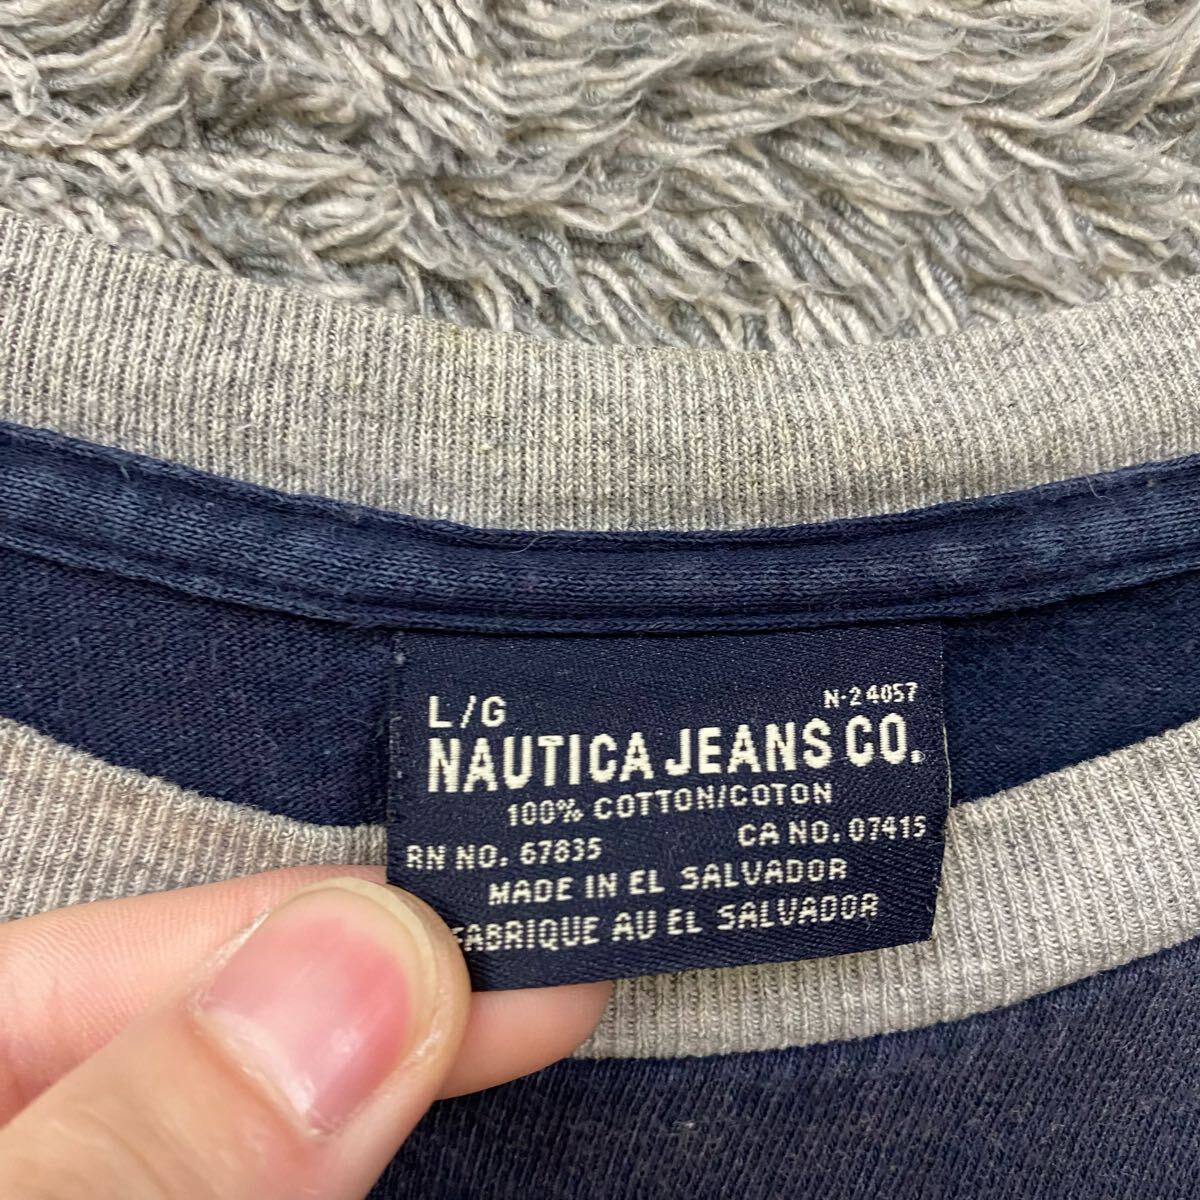 L/G N-24057
NAUTICA JEANS CO.
100% COTTON/COTON
RN NO. 67835 CA NO. 07415
MADE IN EL SALVADOR
FABRIQUE AU EL SALVADOR